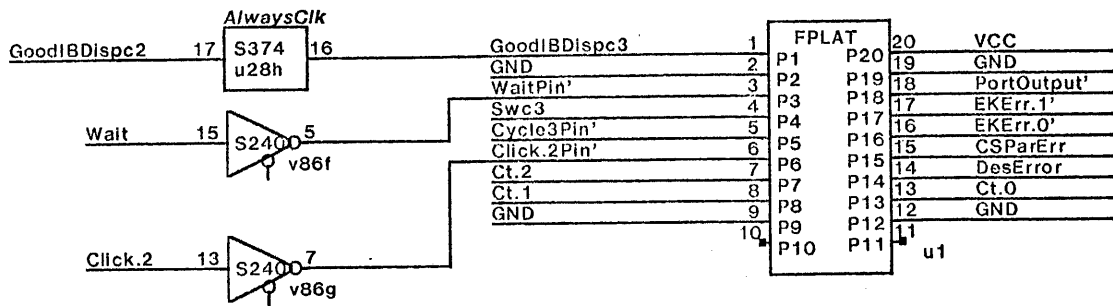 AlwaysClk
GoodIBDispc2 17 S374 16
u28h
Wait 15 S240 5
v86f
Click.2 13 S240 7
v86g
FPLAT
GoodIBDispc3 1 P1 P20 20 VCC
GND 2 P2 P19 19 GND
WaitPin' 3 P3 P18 18 PortOutput'
Swc3 4 P4 P17 17 EKErr.1'
Cycle3Pin' 5 P5 P16 16 EKErr.0'
Click.2Pin' 6 P6 P15 15 CSParErr
Ct.2 7 P7 P14 14 DesError
Ct.1 8 P8 P13 13 Ct.0
GND 9 P9 P12 12 GND
10 P10 P11 11
u1